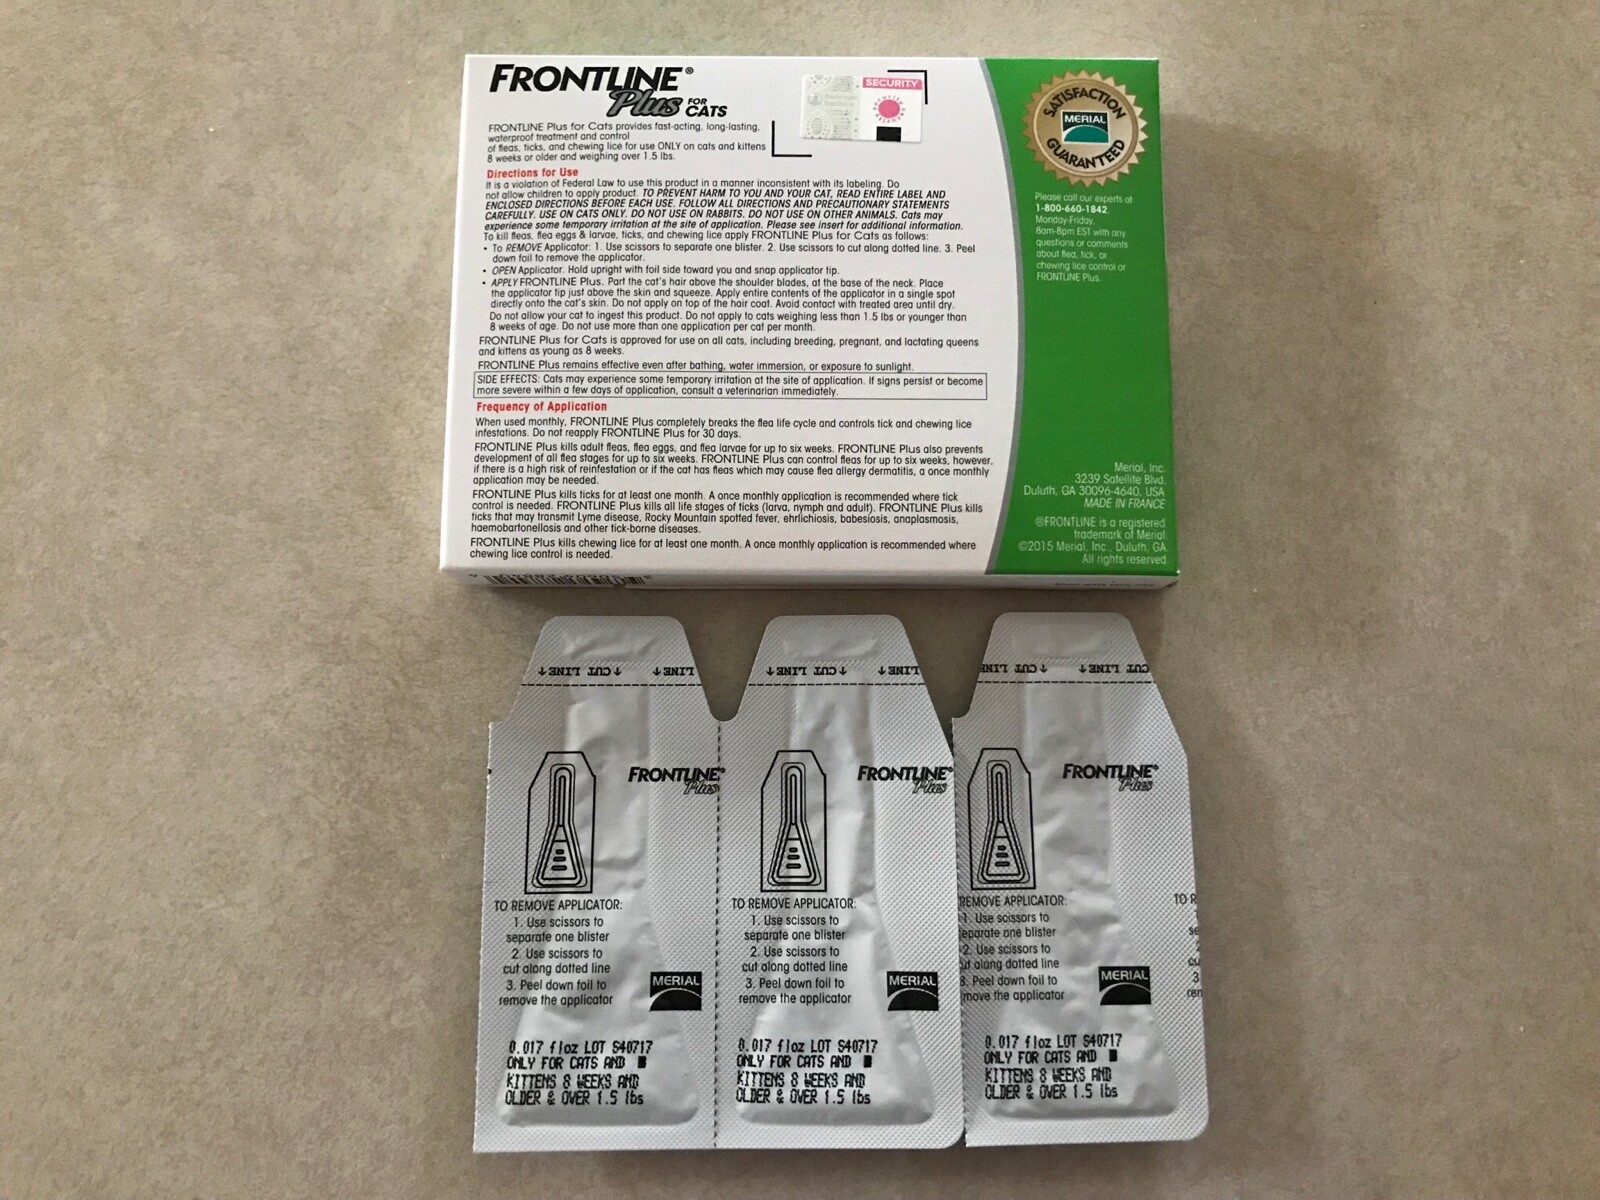 FRONTLINE®
Plus FOR CATS
SECURITY
FRONTLINE Plus for Cats provides fast-acting, long-lasting,
waterproof treatment and control
of fleas, ticks, and chewing lice for use ONLY on cats and kittens
8 weeks or older and weighing over 1.5 lbs.
Directions for Use
It is a violation of Federal Law to use this product in a manner inconsistent with its labeling. Do
not allow children to apply product. TO PREVENT HARM TO YOU AND YOUR CAT, READ ENTIRE LABEL AND
ENCLOSED DIRECTIONS BEFORE EACH USE. FOLLOW ALL DIRECTIONS AND PRECAUTIONARY STATEMENTS
CAREFULLY. USE ON CATS ONLY. DO NOT USE ON RABBITS. DO NOT USE ON OTHER ANIMALS. Cats may
experience some temporary irritation at the site of application. Please see insert for additional information.
To kill fleas, flea eggs & larvae, ticks, and chewing lice apply FRONTLINE Plus for Cats as follows:
• To REMOVE Applicator: 1. Use scissors to separate one blister. 2. Use scissors to cut along dotted line. 3. Peel
down foil to remove the applicator.
• OPEN Applicator. Hold upright with foil side toward you and snap applicator tip.
• APPLY FRONTLINE Plus. Part the cat's hair above the shoulder blades, at the base of the neck. Place
the applicator tip just above the skin and squeeze. Apply entire contents of the applicator in a single spot
directly onto the cat's skin. Do not apply on top of the hair coat. Avoid contact with treated area until dry.
Do not allow your cat to ingest this product. Do not apply to cats weighing less than 1.5 lbs or younger than
8 weeks of age. Do not use more than one application per cat per month.
FRONTLINE Plus for Cats is approved for use on all cats, including breeding, pregnant, and lactating queens
and kittens as young as 8 weeks.
FRONTLINE Plus remains effective even after bathing, water immersion, or exposure to sunlight.
SIDE EFFECTS: Cats may experience some temporary irritation at the site of application. If signs persist or become
more severe within a few days of application, consult a veterinarian immediately.
Frequency of Application
When used monthly, FRONTLINE Plus completely breaks the flea life cycle and controls tick and chewing lice
infestations. Do not reapply FRONTLINE Plus for 30 days.
FRONTLINE Plus kills adult fleas, flea eggs, and flea larvae for up to six weeks. FRONTLINE Plus also prevents
development of all flea stages for up to six weeks. FRONTLINE Plus can control fleas for up to six weeks, however,
if there is a high risk of reinfestation or if the cat has fleas which may cause flea allergy dermatitis, a once monthly
application may be needed.
FRONTLINE Plus kills ticks for at least one month. A once monthly application is recommended where tick
control is needed. FRONTLINE Plus kills all life stages of ticks (larva, nymph and adult). FRONTLINE Plus kills
ticks that may transmit Lyme disease, Rocky Mountain spotted fever, ehrlichiosis, babesiosis, anaplasmosis,
haemobartonellosis and other tick-borne diseases.
FRONTLINE Plus kills chewing lice for at least one month. A once monthly application is recommended where
chewing lice control is needed.
SATISFACTION
MERIAL
GUARANTEED
Please call our experts at
1-800-660-1842,
Monday-Friday,
8am-8pm EST with any
questions or comments
about flea, tick, or
chewing lice control or
FRONTLINE Plus.
Merial, Inc.
3239 Satellite Blvd.
Duluth, GA 30096-4640, USA
MADE IN FRANCE
®FRONTLINE is a registered
trademark of Merial.
©2015 Merial, Inc., Duluth, GA.
All rights reserved.
↑CUT LINE↑ LINE↑
FRONTLINE®
Plus
TO REMOVE APPLICATOR:
1. Use scissors to
separate one blister
2. Use scissors to
cut along dotted line
3. Peel down foil to
remove the applicator
MERIAL
0.017 floz LOT S40717
ONLY FOR CATS AND
KITTENS 8 WEEKS AND
OLDER & OVER 1.5 lbs
↑CUT LINE↑ LINE↑
FRONTLINE®
Plus
TO REMOVE APPLICATOR:
1. Use scissors to
separate one blister
2. Use scissors to
cut along dotted line
3. Peel down foil to
remove the applicator
MERIAL
0.017 floz LOT S40717
ONLY FOR CATS AND
KITTENS 8 WEEKS AND
OLDER & OVER 1.5 lbs
CUT LINE↑ ↑CUT LINE
FRONTLINE®
Plus
REMOVE APPLICATOR:
1. Use scissors to
eparate one blister
2. Use scissors to
ut along dotted line
3. Peel down foil to
move the applicator
MERIAL
TO R
se
2
cu
3.
rem
0.017 floz LOT S40717
ONLY FOR CATS AND
KITTENS 8 WEEKS AND
OLDER & OVER 1.5 lbs